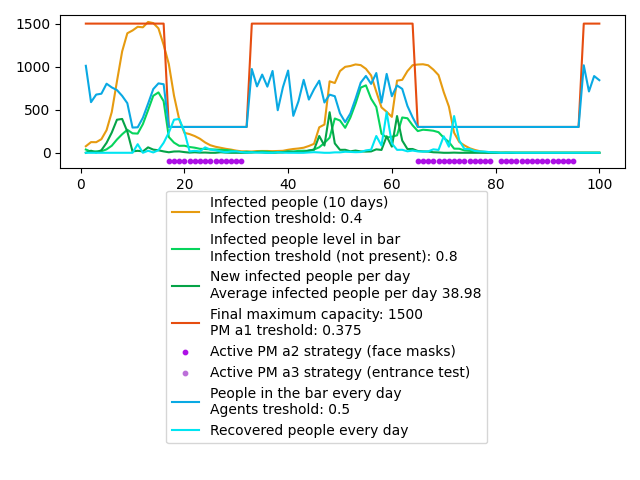 1500
1000
500
0
0 20 40 60 80 100
Infected people (10 days)
Infection treshold: 0.4
Infected people level in bar
Infection treshold (not present): 0.8
New infected people per day
Average infected people per day 38.98
Final maximum capacity: 1500
PM a1 treshold: 0.375
Active PM a2 strategy (face masks)
Active PM a3 strategy (entrance test)
People in the bar every day
Agents treshold: 0.5
Recovered people every day